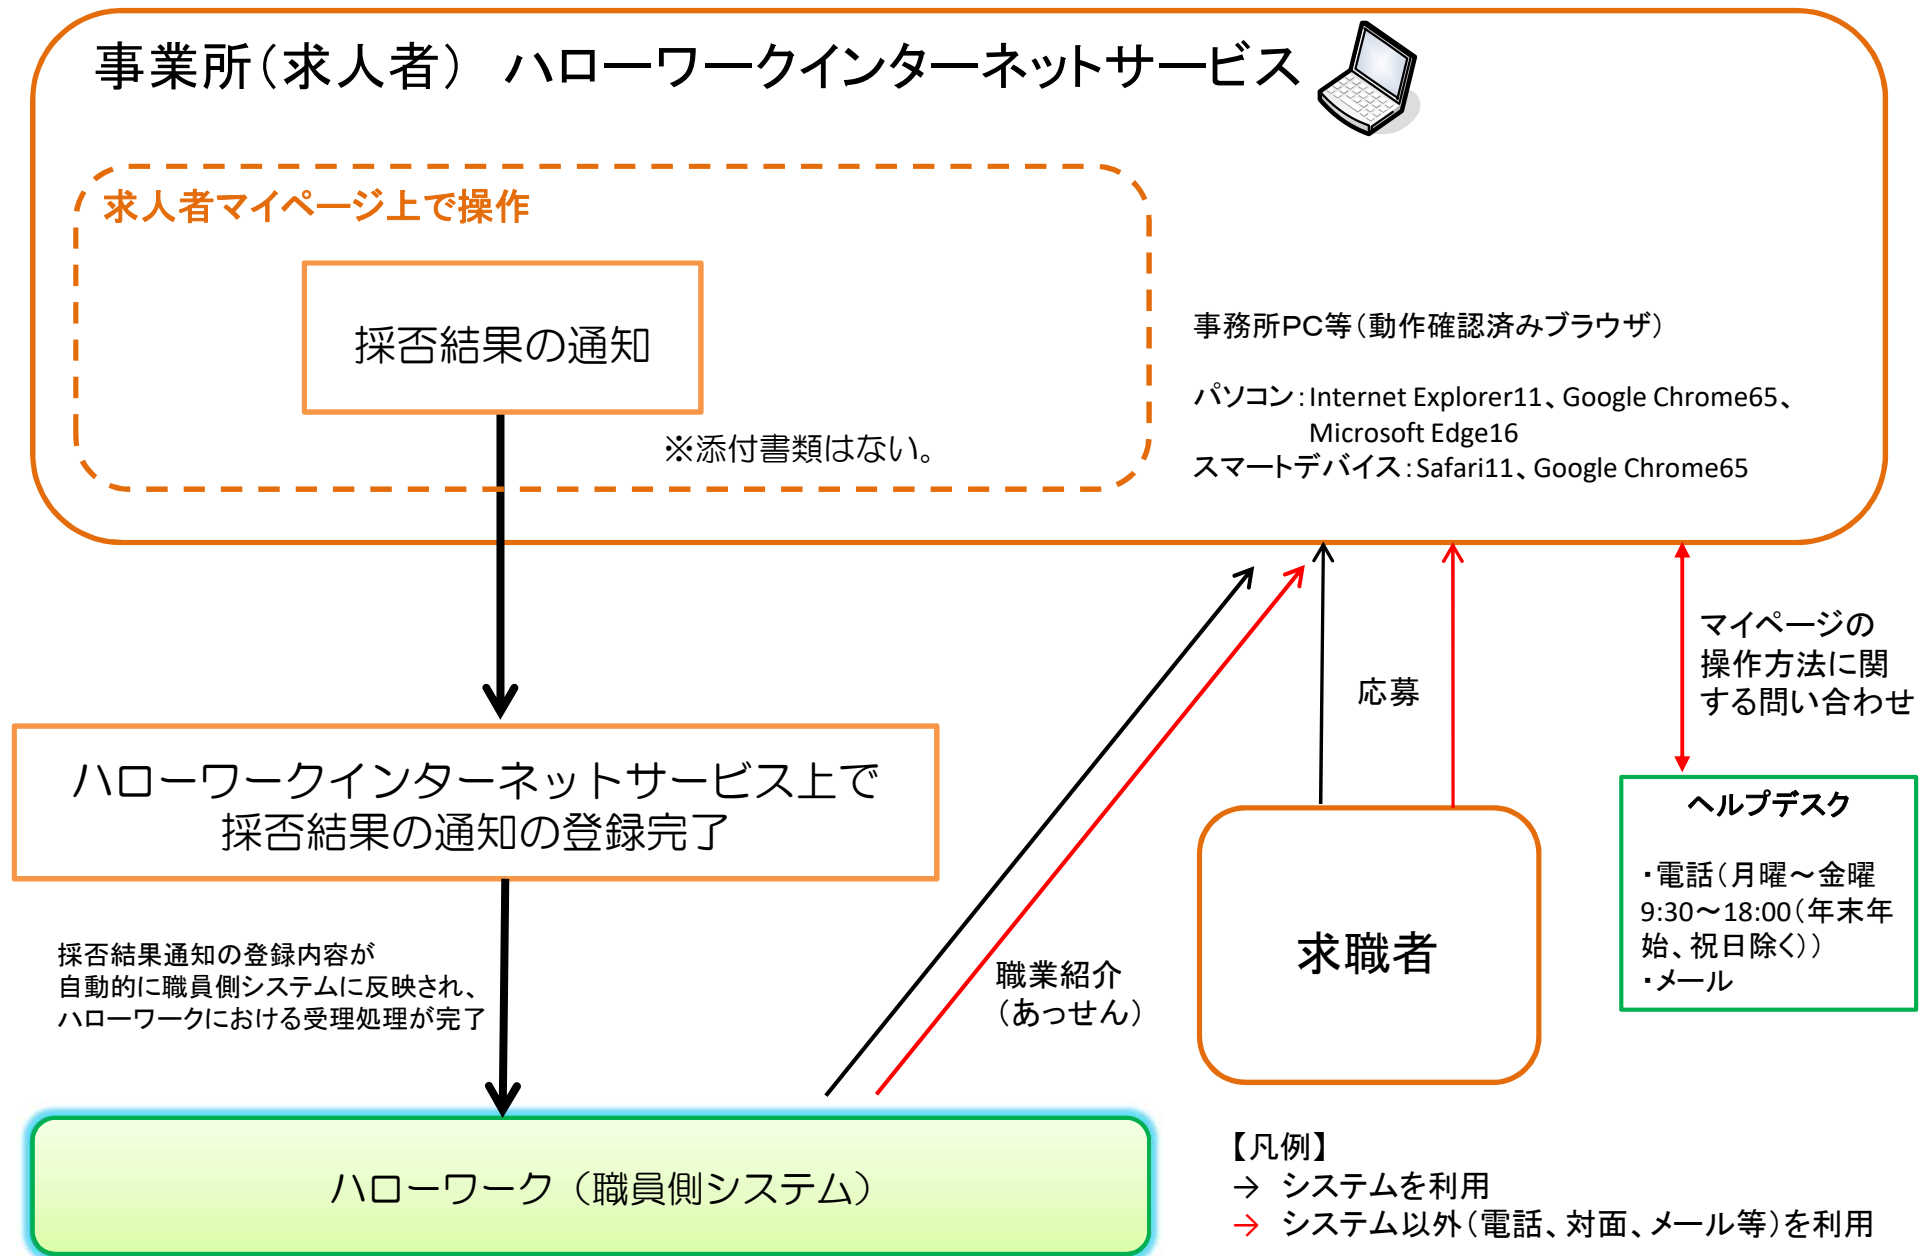 事業所（求人者） ハローワークインターネットサービス
求人者マイページ上で操作
採否結果の通知
※添付書類はない。
事務所PC等（動作確認済みブラウザ）
パソコン：Internet Explorer11、Google Chrome65、
Microsoft Edge16
スマートデバイス：Safari11、Google Chrome65
マイページの
操作方法に関
する問い合わせ
応募
ハローワークインターネットサービス上で
採否結果の通知の登録完了
ヘルプデスク
・電話（月曜～金曜
9:30～18:00（年末年
始、祝日除く））
・メール
求職者
採否結果通知の登録内容が
自動的に職員側システムに反映され、
ハローワークにおける受理処理が完了
職業紹介
（あっせん）
ハローワーク（職員側システム）
【凡例】
→ システムを利用
→ システム以外（電話、対面、メール等）を利用